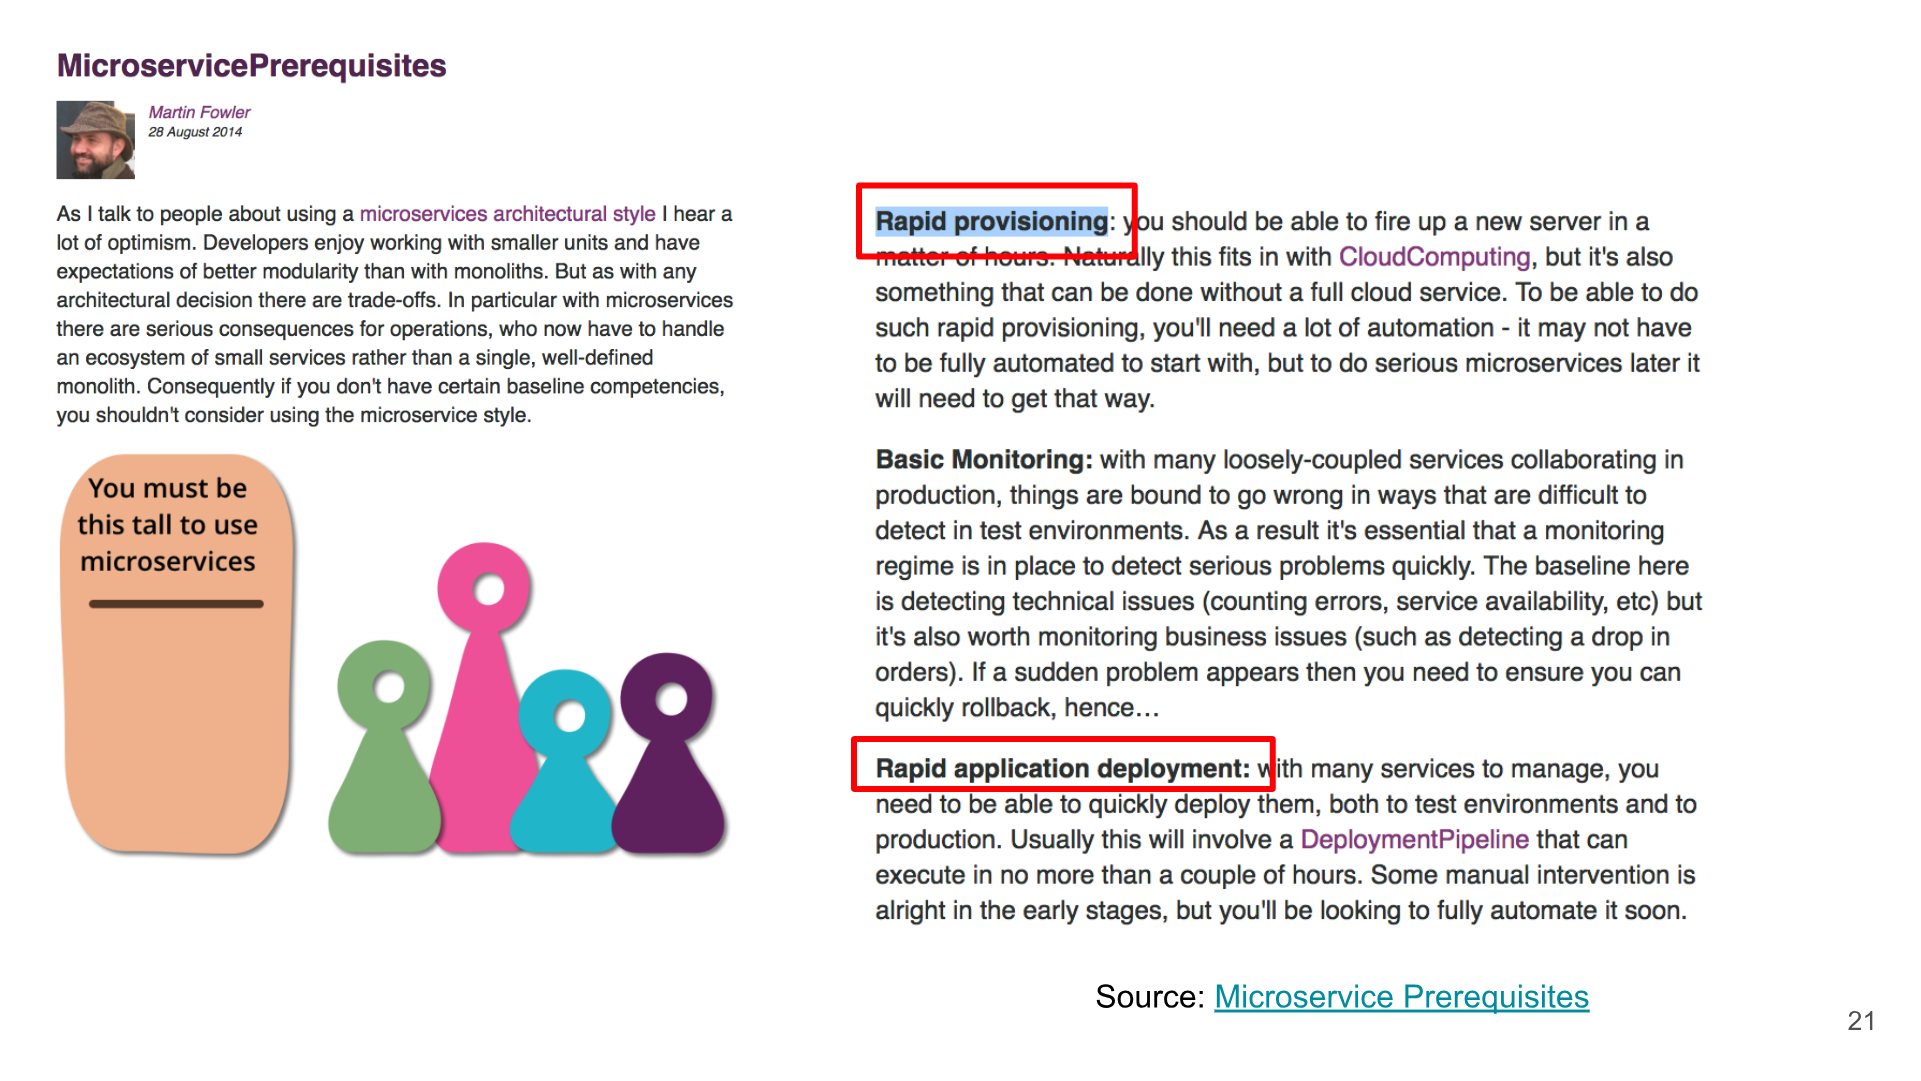 MicroservicePrerequisites
Martin Fowler
28 August 2014
As I talk to people about using a microservices architectural style I hear a
lot of optimism. Developers enjoy working with smaller units and have
expectations of better modularity than with monoliths. But as with any
architectural decision there are trade-offs. In particular with microservices
there are serious consequences for operations, who now have to handle
an ecosystem of small services rather than a single, well-defined
monolith. Consequently if you don't have certain baseline competencies,
you shouldn't consider using the microservice style.
You must be
this tall to use
microservices
Rapid provisioning: you should be able to fire up a new server in a
matter of hours. Naturally this fits in with CloudComputing, but it's also
something that can be done without a full cloud service. To be able to do
such rapid provisioning, you'll need a lot of automation - it may not have
to be fully automated to start with, but to do serious microservices later it
will need to get that way.
Basic Monitoring: with many loosely-coupled services collaborating in
production, things are bound to go wrong in ways that are difficult to
detect in test environments. As a result it's essential that a monitoring
regime is in place to detect serious problems quickly. The baseline here
is detecting technical issues (counting errors, service availability, etc) but
it's also worth monitoring business issues (such as detecting a drop in
orders). If a sudden problem appears then you need to ensure you can
quickly rollback, hence…
Rapid application deployment: with many services to manage, you
need to be able to quickly deploy them, both to test environments and to
production. Usually this will involve a DeploymentPipeline that can
execute in no more than a couple of hours. Some manual intervention is
alright in the early stages, but you'll be looking to fully automate it soon.
Source: Microservice Prerequisites
21